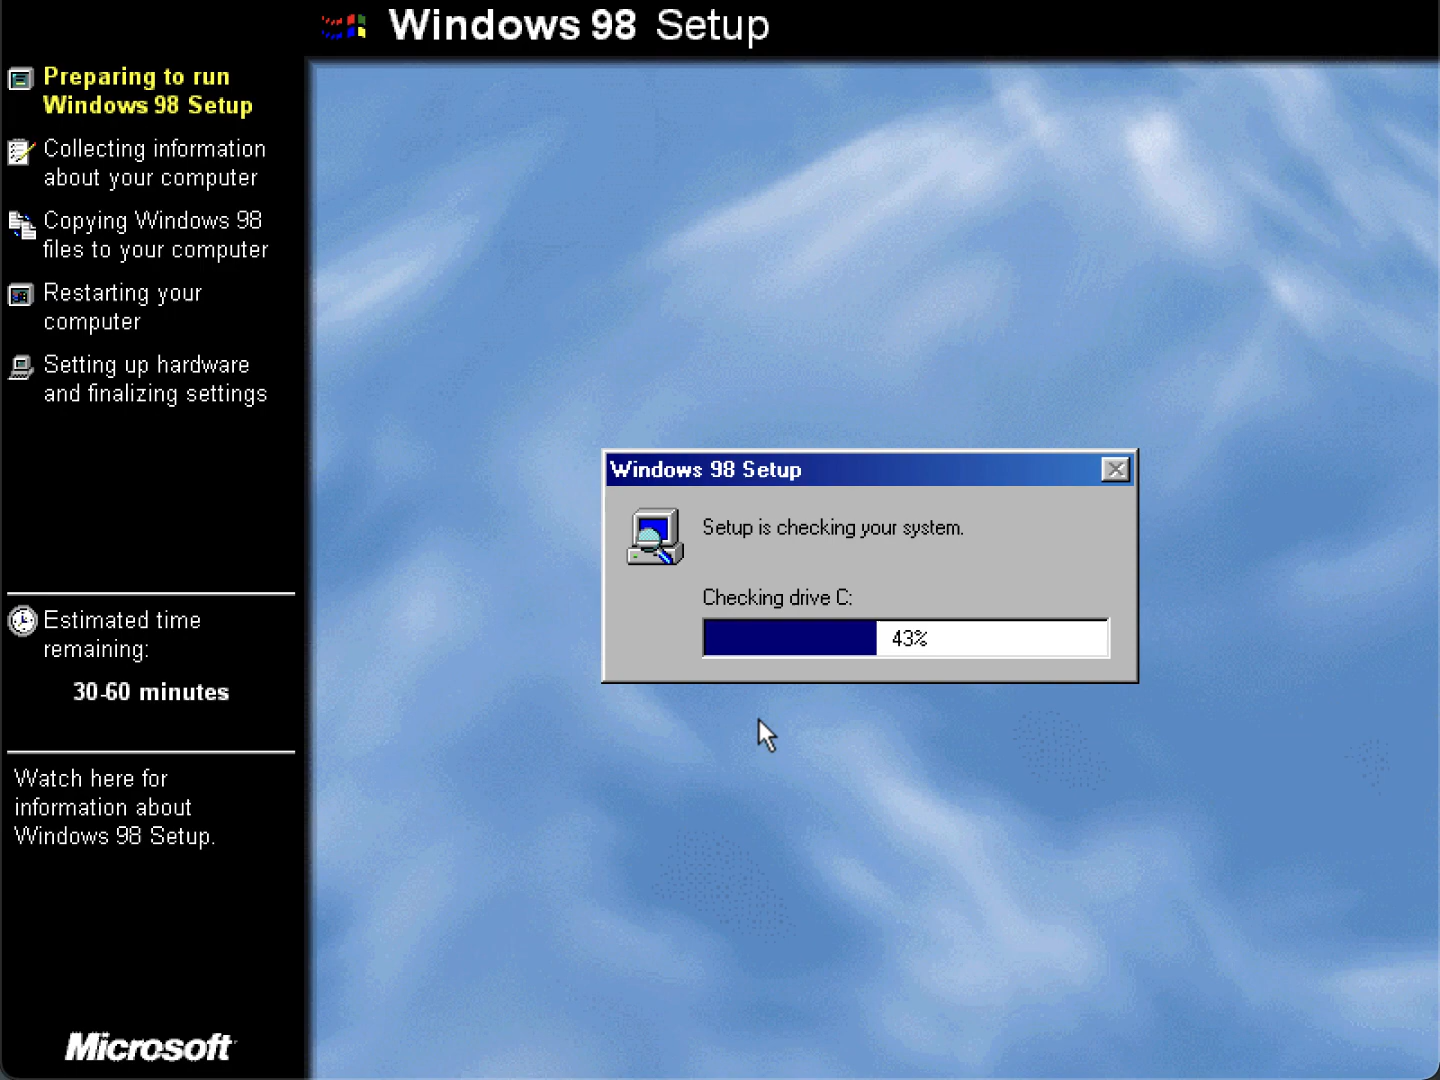 Windows 98 Setup
Preparing to run
Windows 98 Setup
Collecting information
about your computer
Copying Windows 98
files to your computer
Restarting your
computer
Setting up hardware
and finalizing settings
Estimated time
remaining:
30-60 minutes
Watch here for
information about
Windows 98 Setup.
Microsoft
Windows 98 Setup
Setup is checking your system.
Checking drive C:
43%